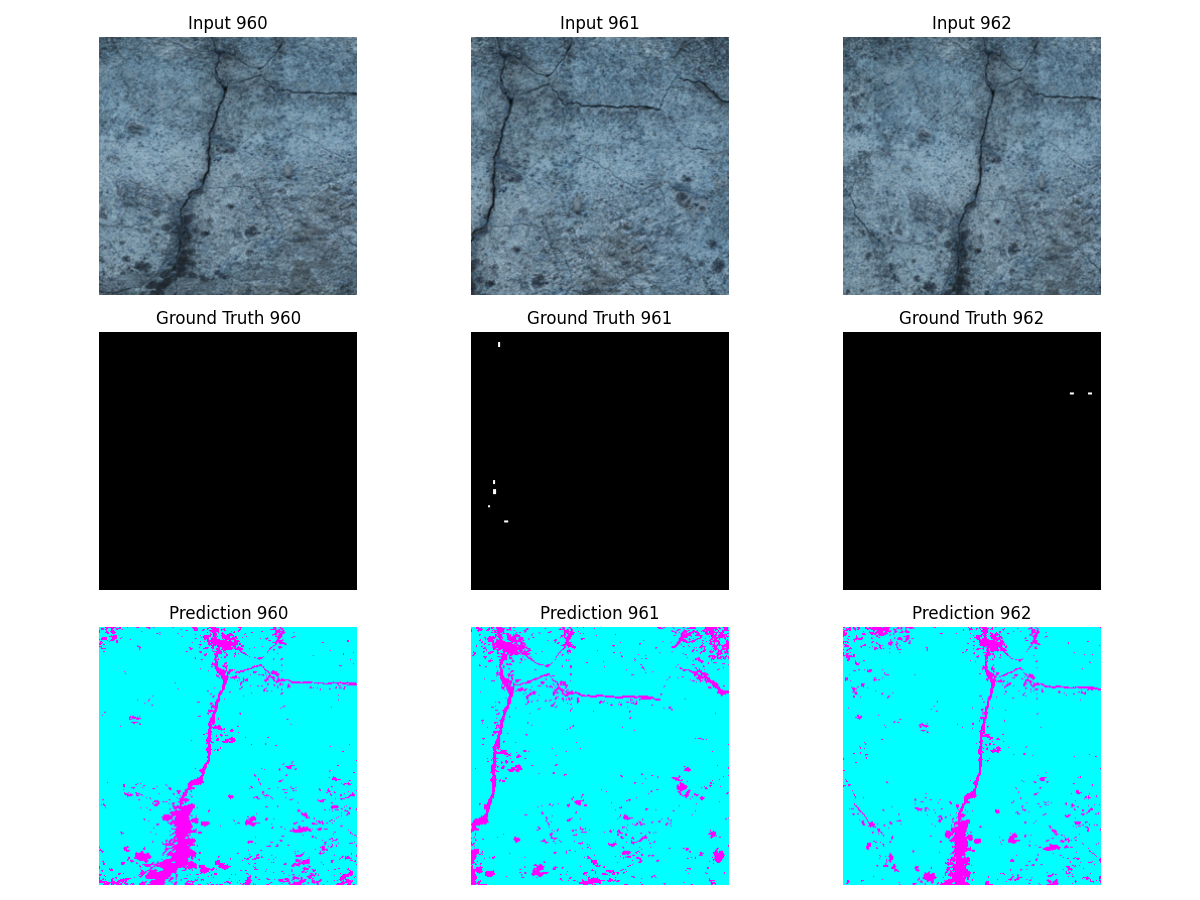 Input 960
Input 961
Input 962
Ground Truth 960
Ground Truth 961
Ground Truth 962
Prediction 960
Prediction 961
Prediction 962